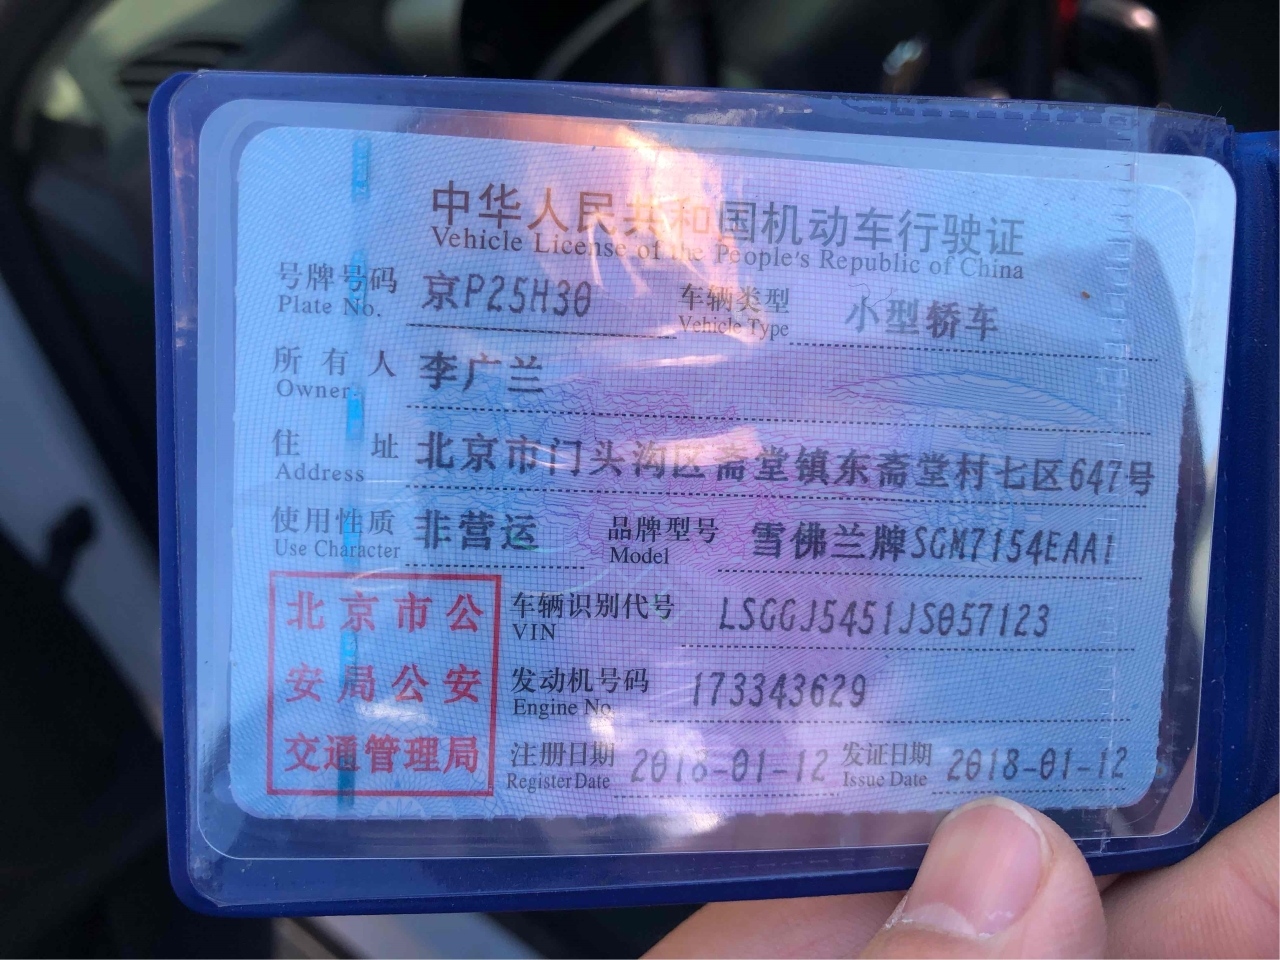 中华人民共和国机动车行驶证
Vehicle License of the People's Republic of China
号牌号码 京P25H30 车辆类型 小型轿车
Plate No. Vehicle Type
所有人 李广兰
Owner
住址 北京市门头沟区斋堂镇东斋堂村七区647号
Address
使用性质 非营运 品牌型号 雪佛兰牌SGM7154EAA1
Use Character Model
北京市公
安局公安
交通管理局
车辆识别代号 LSGGJ5451JS057123
VIN
发动机号码 173343629
Engine No.
注册日期 2018-01-12 发证日期 2018-01-12
Register Date Issue Date